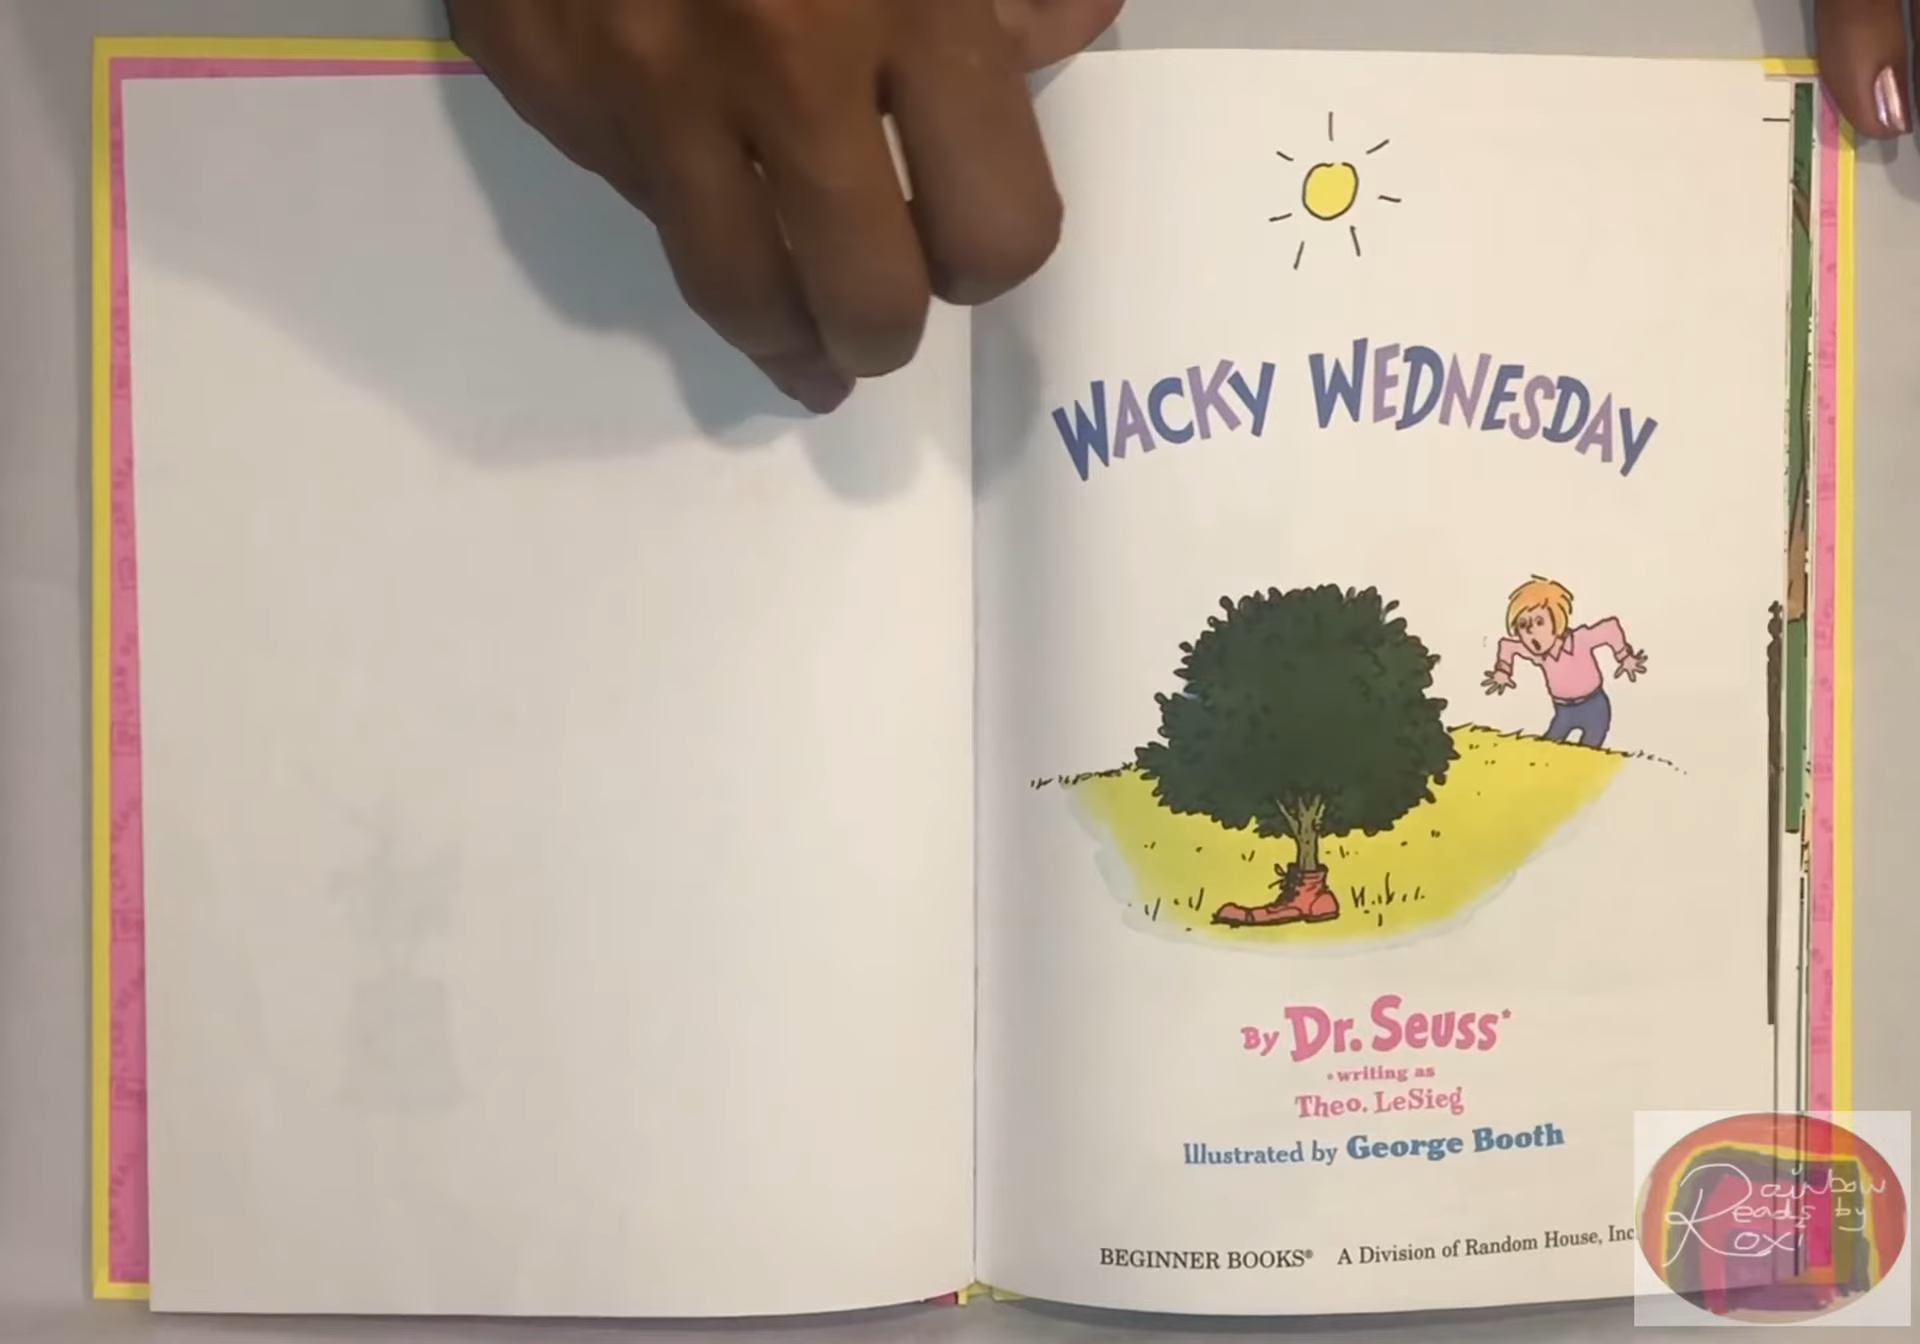 WACKY WEDNESDAY
By Dr. Seuss*
*writing as
Theo. LeSieg
Illustrated by George Booth
BEGINNER BOOKS® A Division of Random House, Inc.
Rainbow
Reads by
Roxi